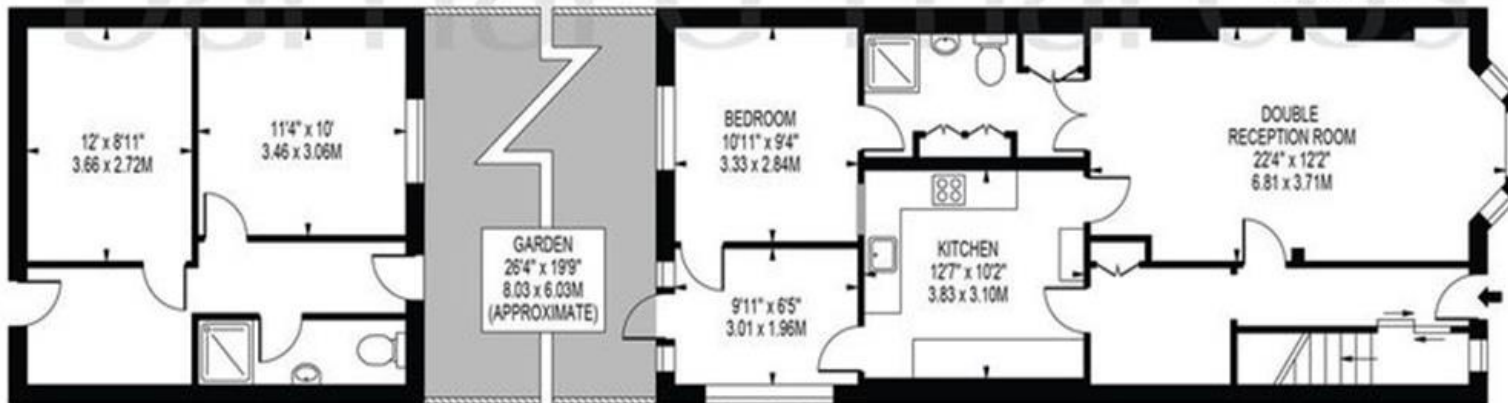 12' x 8'11"
3.66 x 2.72M
11'4" x 10'
3.46 x 3.06M
GARDEN
26'4" x 19'9"
8.03 x 6.03M
(APPROXIMATE)
BEDROOM
10'11" x 9'4"
3.33 x 2.84M
9'11" x 6'5"
3.01 x 1.96M
KITCHEN
12'7" x 10'2"
3.83 x 3.10M
DOUBLE
RECEPTION ROOM
22'4" x 12'2"
6.81 x 3.71M